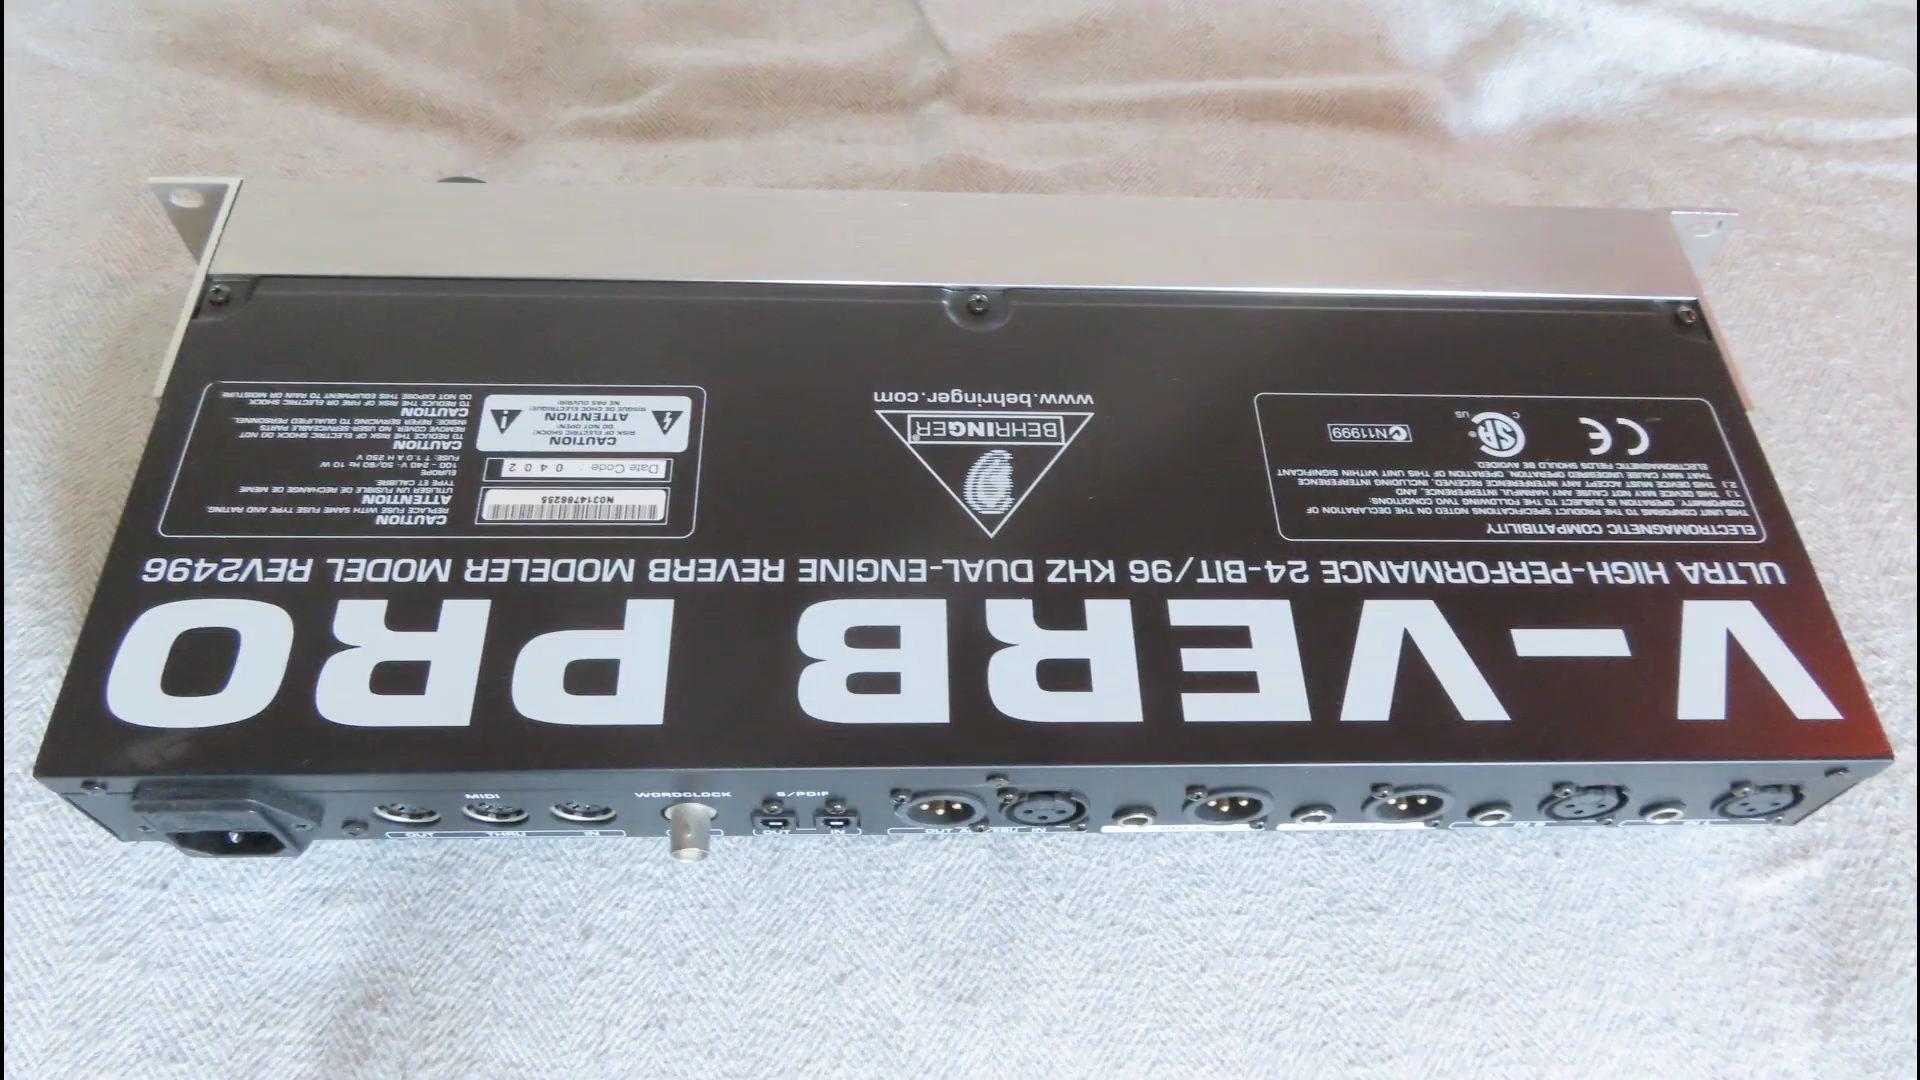 V-VERB PRO
ULTRA HIGH-PERFORMANCE 24-BIT/96 KHZ DUAL-ENGINE REVERB MODELER MODEL REV2496
ELECTROMAGNETIC COMPATIBILITY
THIS UNIT CONFORMS TO THE PRODUCT SPECIFICATIONS NOTED ON THE DECLARATION OF
CONFORMITY. OPERATION IS SUBJECT TO THE FOLLOWING TWO CONDITIONS:
1.) THIS DEVICE MAY NOT CAUSE ANY HARMFUL INTERFERENCE, AND,
2.) THIS DEVICE MUST ACCEPT ANY INTERFERENCE RECEIVED, INCLUDING INTERFERENCE
THAT MAY CAUSE UNDESIRED OPERATION. OPERATION OF THIS UNIT WITHIN SIGNIFICANT
ELECTROMAGNETIC FIELDS SHOULD BE AVOIDED.
CE
C SP US
N11999
BEHRINGER
www.behringer.com
N0314786255
Date Code : 0402
CAUTION
RISK OF ELECTRIC SHOCK!
DO NOT OPEN!
ATTENTION
RISQUE DE CHOC ELECTRIQUE!
NE PAS OUVRIR!
CAUTION
REPLACE FUSE WITH SAME FUSE TYPE AND RATING.
ATTENTION
UTILISER UN FUSIBLE DE RECHANGE DE MEME
TYPE ET CALIBRE.
EUROPE
100 - 240 V~ 50/60 Hz 10 W
FUSE: T 1.0 A H 250 V
CAUTION
TO REDUCE THE RISK OF ELECTRIC SHOCK DO NOT
REMOVE COVER. NO USER-SERVICEABLE PARTS
INSIDE. REFER SERVICING TO QUALIFIED PERSONNEL.
CAUTION
TO REDUCE THE RISK OF FIRE OR ELECTRIC SHOCK
DO NOT EXPOSE THIS EQUIPMENT TO RAIN OR MOISTURE.
MIDI
OUT THRU IN
WORDCLOCK
S/PDIF
OUT IN
OUT IN
IN B